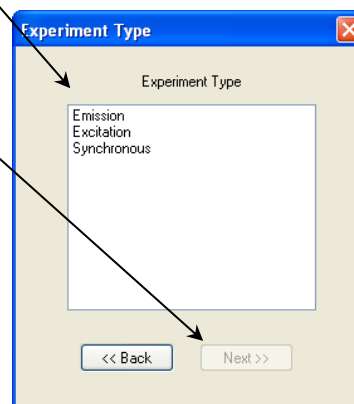 Experiment Type
Experiment Type
Emission
Excitation
Synchronous
<< Back
Next >>